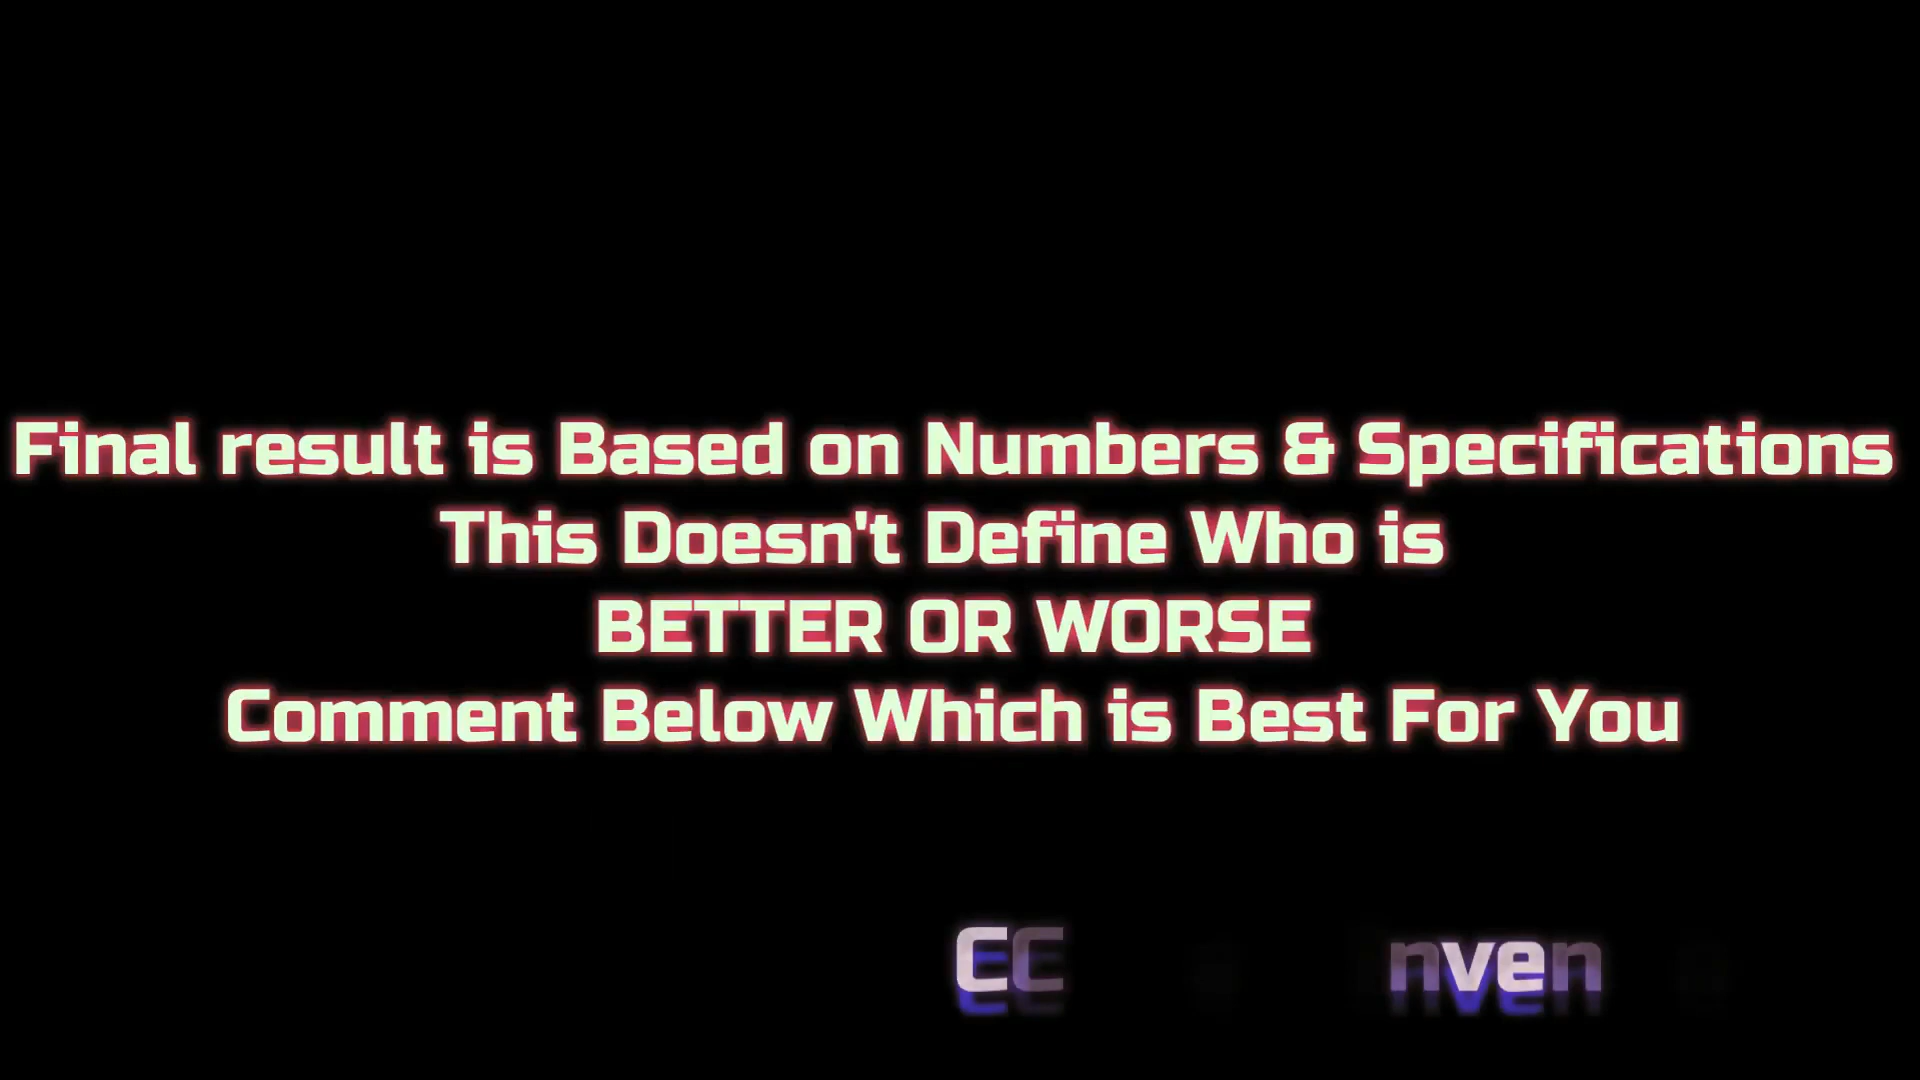 Final result is Based on Numbers & Specifications
This Doesn't Define Who is
BETTER OR WORSE
Comment Below Which is Best For You